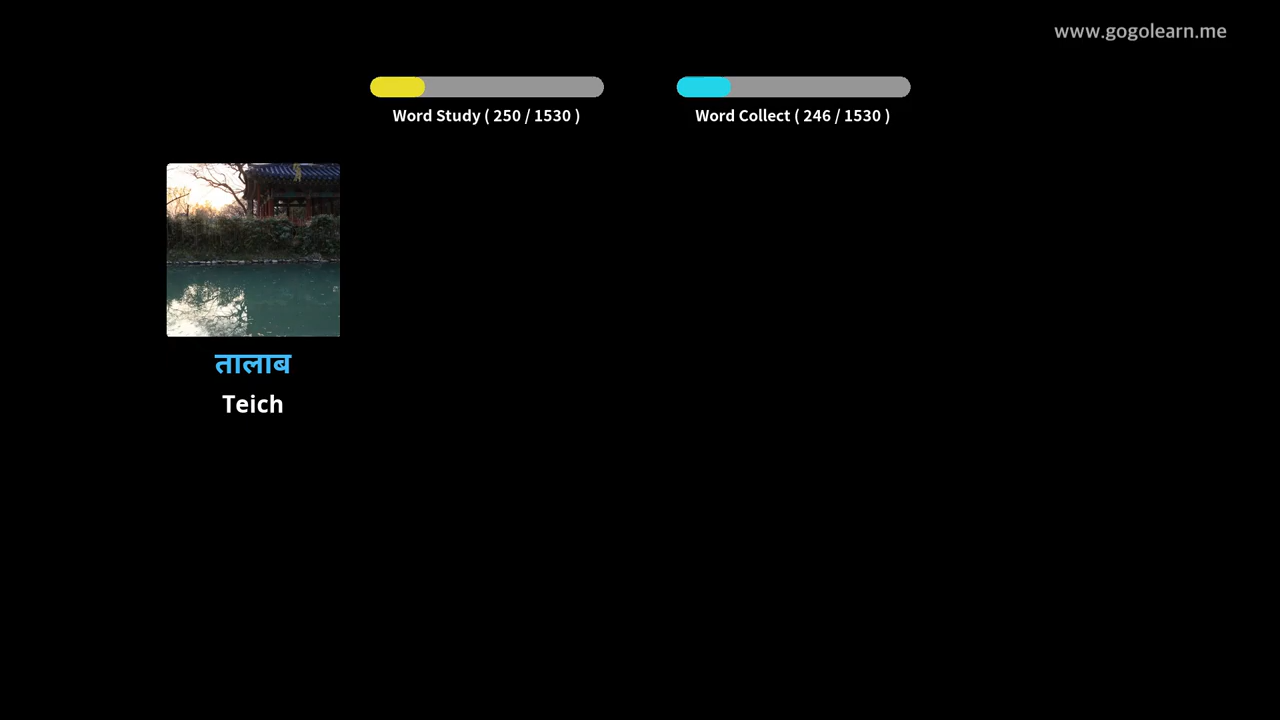 www.gogolearn.me
Word Study ( 250 / 1530 )
Word Collect ( 246 / 1530 )
तालाब
Teich